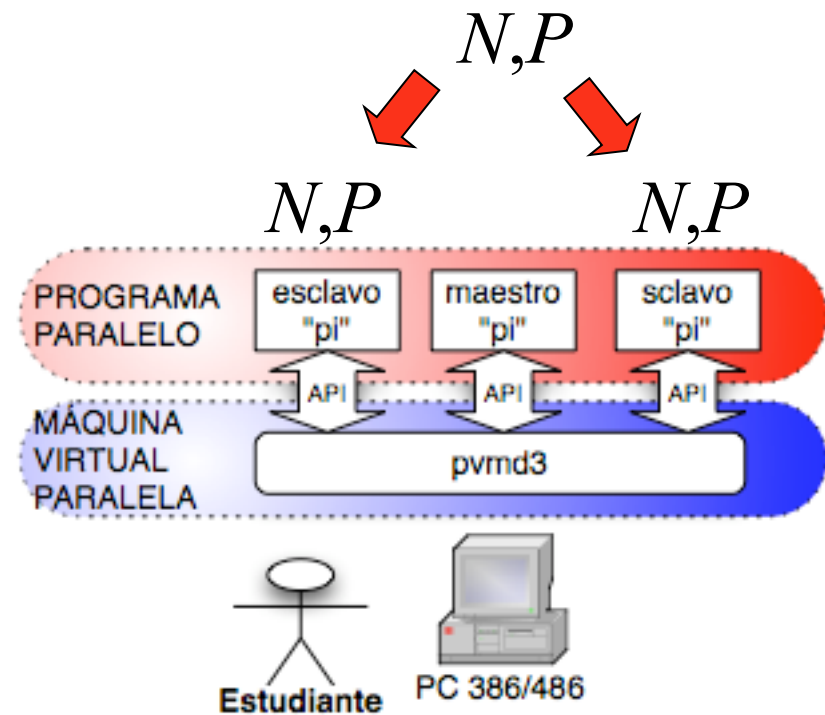 N,P
N,P
N,P
PROGRAMA
PARALELO
esclavo
"pi"
maestro
"pi"
sclavo
"pi"
API
API
API
MÁQUINA
VIRTUAL
PARALELA
pvmd3
Estudiante
PC 386/486